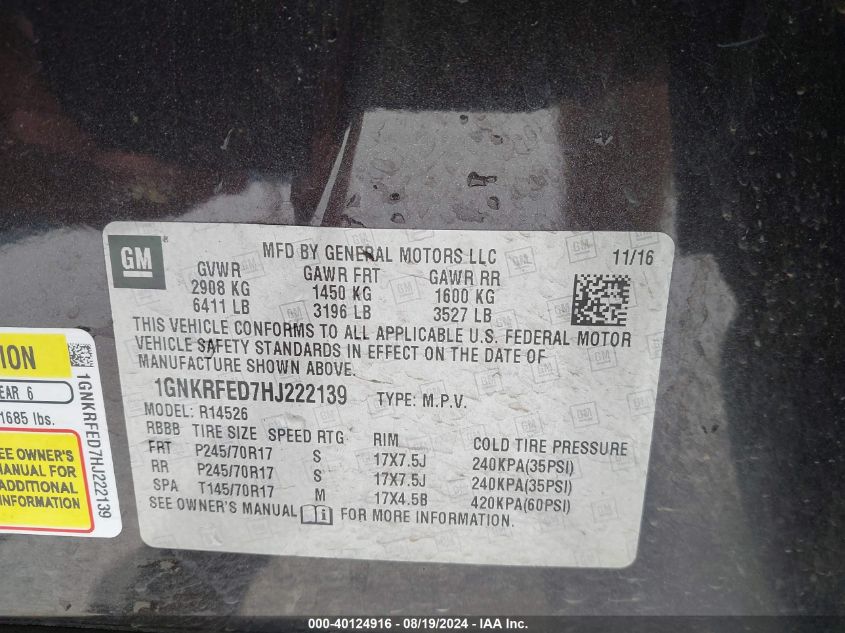 GM
MFD BY GENERAL MOTORS LLC 11/16
GVWR GAWR FRT GAWR RR
2908 KG 1450 KG 1600 KG
6411 LB 3196 LB 3527 LB
THIS VEHICLE CONFORMS TO ALL APPLICABLE U.S. FEDERAL MOTOR
VEHICLE SAFETY STANDARDS IN EFFECT ON THE DATE OF
MANUFACTURE SHOWN ABOVE.
1GNKRFED7HJ222139 TYPE: M.P.V.
MODEL: R14526
RBBB TIRE SIZE SPEED RTG RIM COLD TIRE PRESSURE
FRT P245/70R17 S 17X7.5J 240KPA(35PSI)
RR P245/70R17 S 17X7.5J 240KPA(35PSI)
SPA T145/70R17 M 17X4.5B 420KPA(60PSI)
SEE OWNER'S MANUAL FOR MORE INFORMATION.
EAR 6
1685 lbs.
SEE OWNER'S
MANUAL FOR
ADDITIONAL
INFORMATION
1GNKRFED7HJ222139
000-40124916 - 08/19/2024 - IAA Inc.